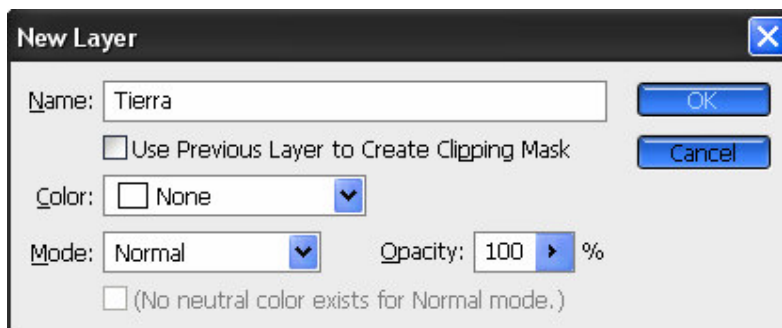 New Layer
Name: Tierra
OK
Use Previous Layer to Create Clipping Mask
Cancel
Color: None
Mode: Normal Opacity: 100 %
(No neutral color exists for Normal mode.)